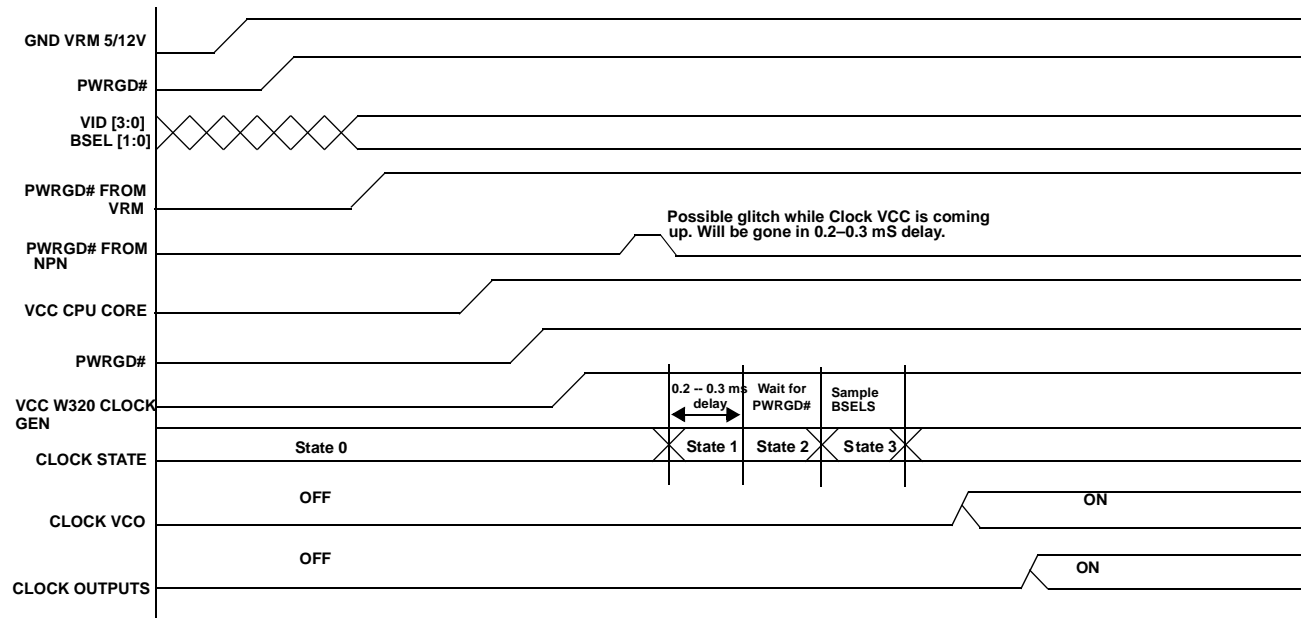 GND VRM 5/12V
PWRGD#
VID [3:0]
BSEL [1:0]
PWRGD# FROM
VRM
Possible glitch while Clock VCC is coming
up. Will be gone in 0.2–0.3 mS delay.
PWRGD# FROM
NPN
VCC CPU CORE
PWRGD#
0.2 -- 0.3 ms
delay
Wait for
PWRGD#
Sample
BSELS
VCC W320 CLOCK
GEN
CLOCK STATE
State 0
State 1
State 2
State 3
OFF
ON
CLOCK VCO
OFF
ON
CLOCK OUTPUTS